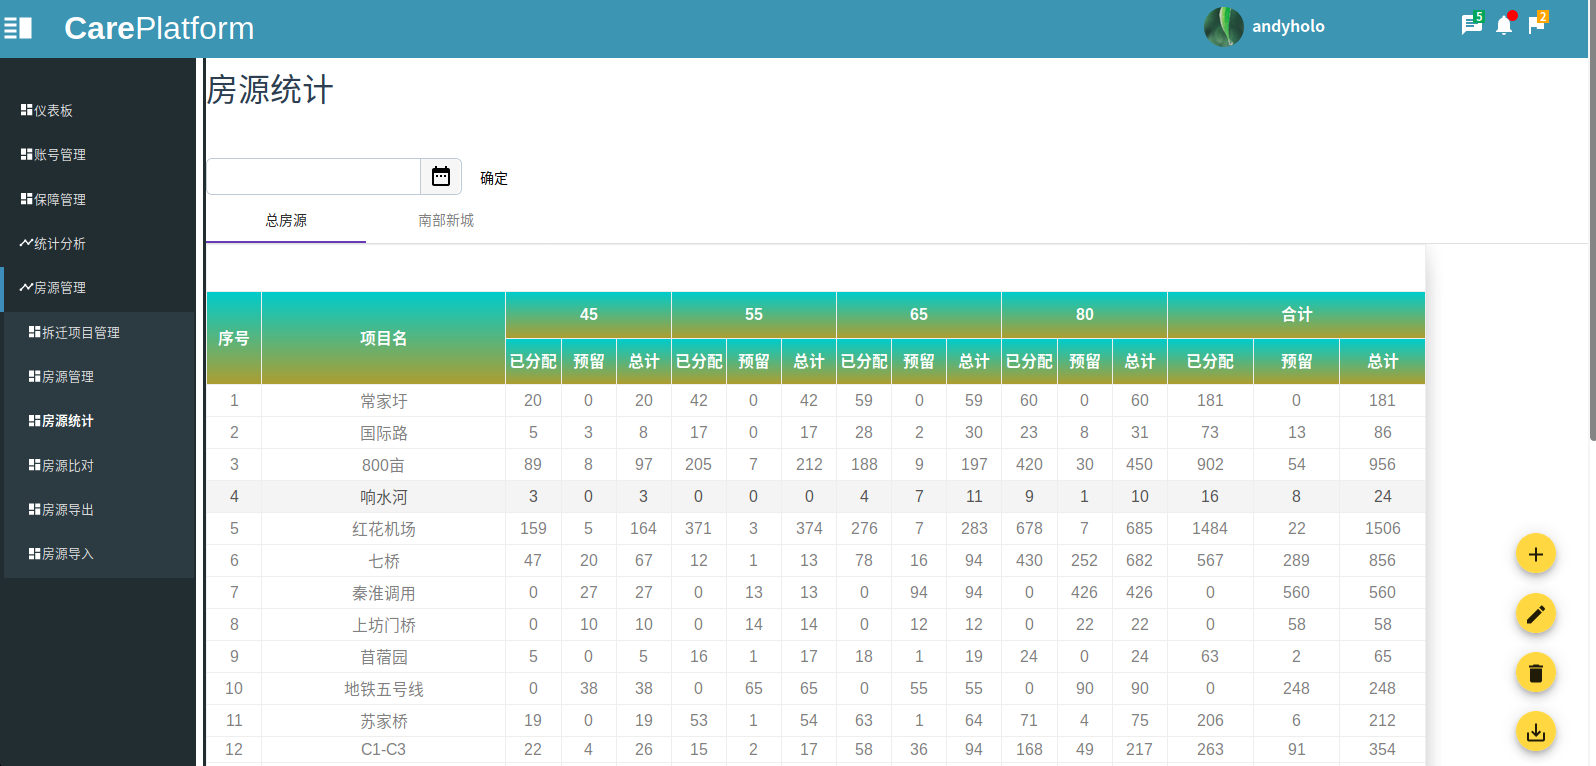 CarePlatform
andyholo
5
2
仪表板
账号管理
保障管理
统计分析
房源管理
拆迁项目管理
房源管理
房源统计
房源比对
房源导出
房源导入
房源统计
确定
总房源 南部新城
序号 项目名 45 55 65 80 合计
已分配 预留 总计 已分配 预留 总计 已分配 预留 总计 已分配 预留 总计 已分配 预留 总计
1 常家圩 20 0 20 42 0 42 59 0 59 60 0 60 181 0 181
2 国际路 5 3 8 17 0 17 28 2 30 23 8 31 73 13 86
3 800亩 89 8 97 205 7 212 188 9 197 420 30 450 902 54 956
4 响水河 3 0 3 0 0 0 4 7 11 9 1 10 16 8 24
5 红花机场 159 5 164 371 3 374 276 7 283 678 7 685 1484 22 1506
6 七桥 47 20 67 12 1 13 78 16 94 430 252 682 567 289 856
7 秦淮调用 0 27 27 0 13 13 0 94 94 0 426 426 0 560 560
8 上坊门桥 0 10 10 0 14 14 0 12 12 0 22 22 0 58 58
9 苜蓿园 5 0 5 16 1 17 18 1 19 24 0 24 63 2 65
10 地铁五号线 0 38 38 0 65 65 0 55 55 0 90 90 0 248 248
11 苏家桥 19 0 19 53 1 54 63 1 64 71 4 75 206 6 212
12 C1-C3 22 4 26 15 2 17 58 36 94 168 49 217 263 91 354